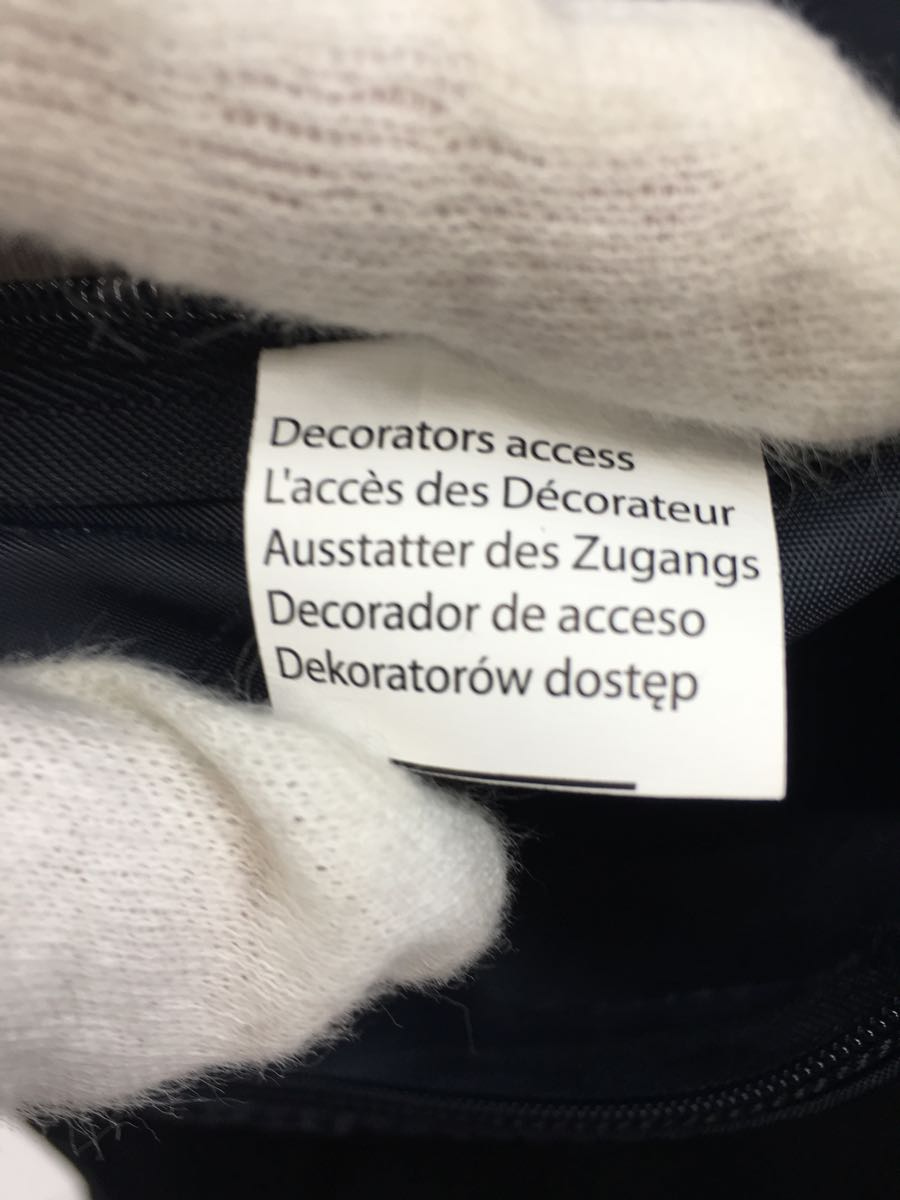 Decorators access
L'accès des Décorateur
Ausstatter des Zugangs
Decorador de acceso
Dekoratorów dostęp